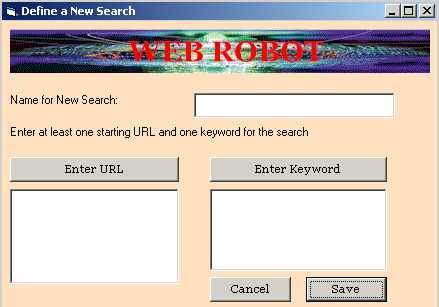 Define a New Search
WEB ROBOT
Name for New Search:
Enter at least one starting URL and one keyword for the search
Enter URL
Enter Keyword
Cancel
Save